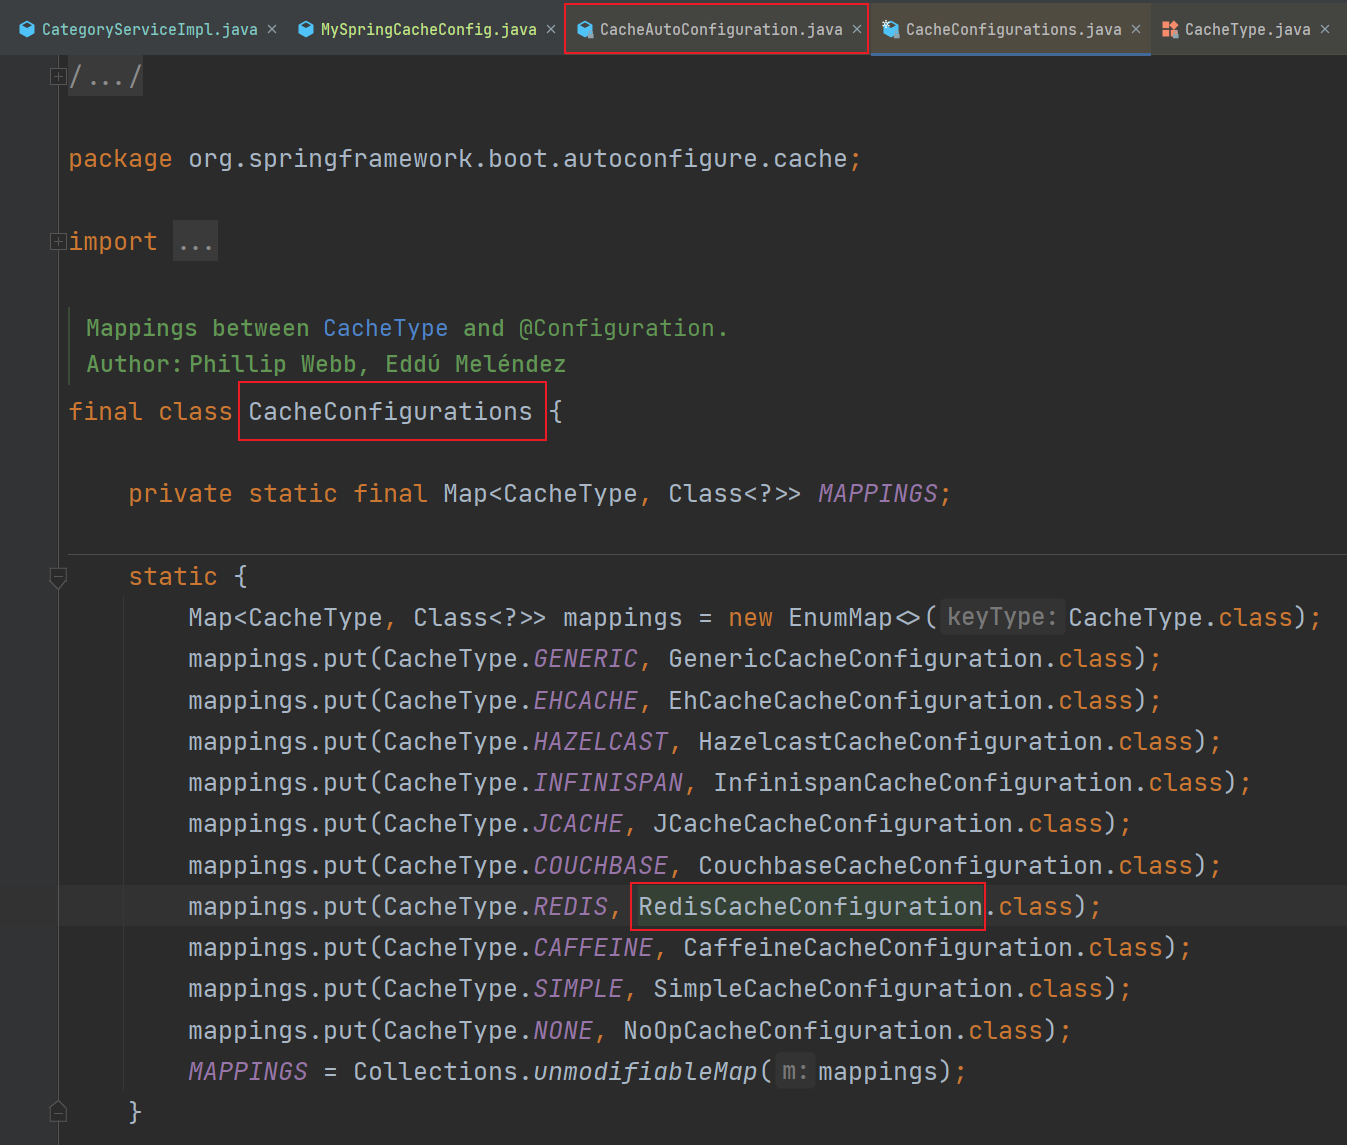 CategoryServiceImpl.java × MySpringCacheConfig.java × CacheAutoConfiguration.java × CacheConfigurations.java × CacheType.java ×
/.../
package org.springframework.boot.autoconfigure.cache;
import ...
Mappings between CacheType and @Configuration.
Author: Phillip Webb, Eddú Meléndez
final class CacheConfigurations {
private static final Map<CacheType, Class<?>> MAPPINGS;
static {
Map<CacheType, Class<?>> mappings = new EnumMap<>( keyType: CacheType.class);
mappings.put(CacheType.GENERIC, GenericCacheConfiguration.class);
mappings.put(CacheType.EHCACHE, EhCacheCacheConfiguration.class);
mappings.put(CacheType.HAZELCAST, HazelcastCacheConfiguration.class);
mappings.put(CacheType.INFINISPAN, InfinispanCacheConfiguration.class);
mappings.put(CacheType.JCACHE, JCacheCacheConfiguration.class);
mappings.put(CacheType.COUCHBASE, CouchbaseCacheConfiguration.class);
mappings.put(CacheType.REDIS, RedisCacheConfiguration.class);
mappings.put(CacheType.CAFFEINE, CaffeineCacheConfiguration.class);
mappings.put(CacheType.SIMPLE, SimpleCacheConfiguration.class);
mappings.put(CacheType.NONE, NoOpCacheConfiguration.class);
MAPPINGS = Collections.unmodifiableMap( m: mappings);
}